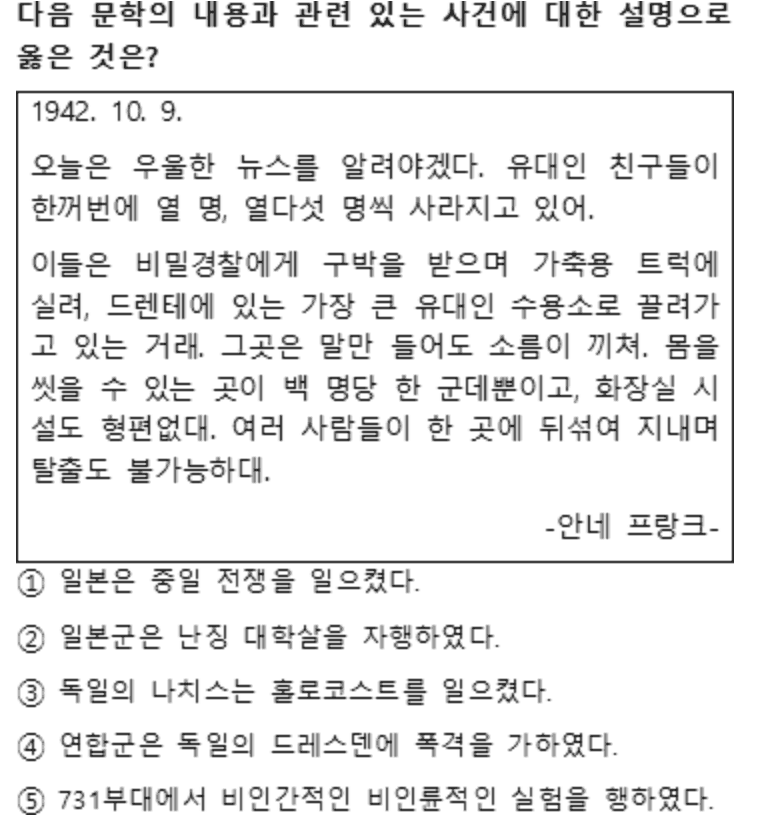 다음 문학의 내용과 관련 있는 사건에 대한 설명으로
옳은 것은?
1942. 10. 9.
오늘은 우울한 뉴스를 알려야겠다. 유대인 친구들이
한꺼번에 열 명, 열다섯 명씩 사라지고 있어.
이들은 비밀경찰에게 구박을 받으며 가축용 트럭에
실려, 드렌테에 있는 가장 큰 유대인 수용소로 끌려가
고 있는 거래. 그곳은 말만 들어도 소름이 끼쳐. 몸을
씻을 수 있는 곳이 백 명당 한 군데뿐이고, 화장실 시
설도 형편없대. 여러 사람들이 한 곳에 뒤섞여 지내며
탈출도 불가능하대.
-안네 프랑크-
① 일본은 중일 전쟁을 일으켰다.
② 일본군은 난징 대학살을 자행하였다.
③ 독일의 나치스는 홀로코스트를 일으켰다.
④ 연합군은 독일의 드레스덴에 폭격을 가하였다.
⑤ 731부대에서 비인간적인 비인륜적인 실험을 행하였다.